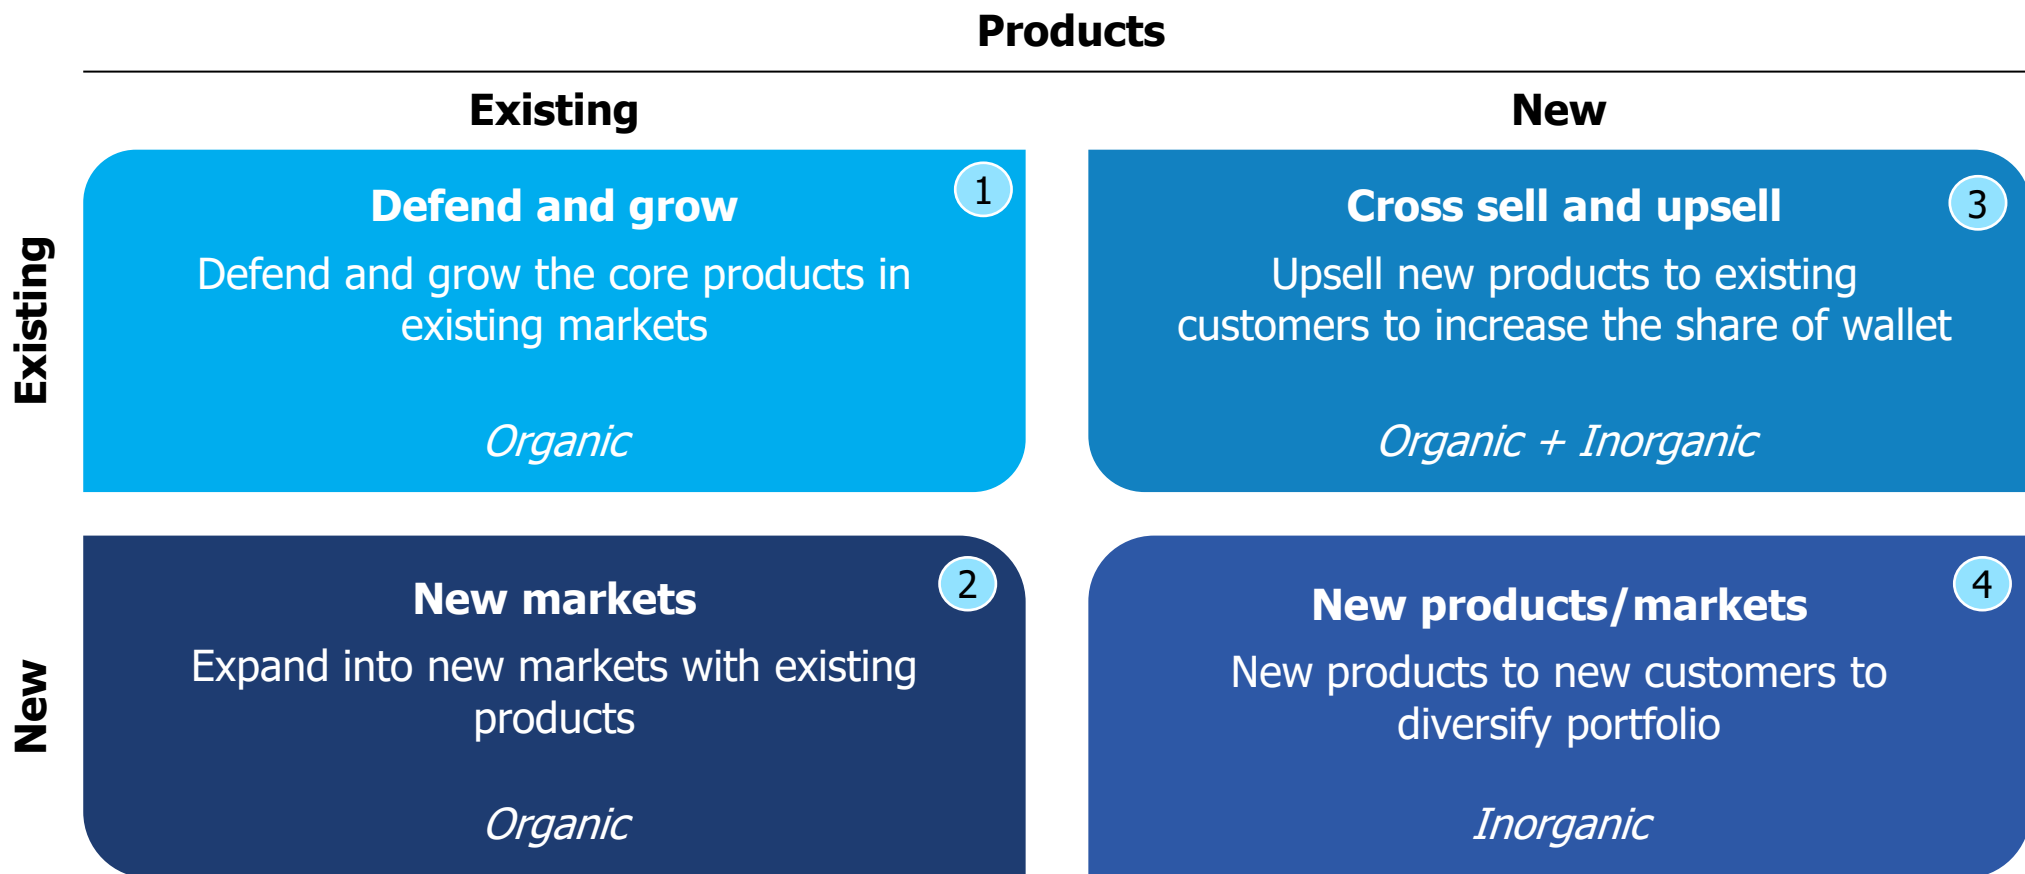 Products
Existing
New
Existing
Defend and grow
1
Defend and grow the core products in
existing markets
Organic
Cross sell and upsell
3
Upsell new products to existing
customers to increase the share of wallet
Organic + Inorganic
New
New markets
2
Expand into new markets with existing
products
Organic
New products/markets
4
New products to new customers to
diversify portfolio
Inorganic